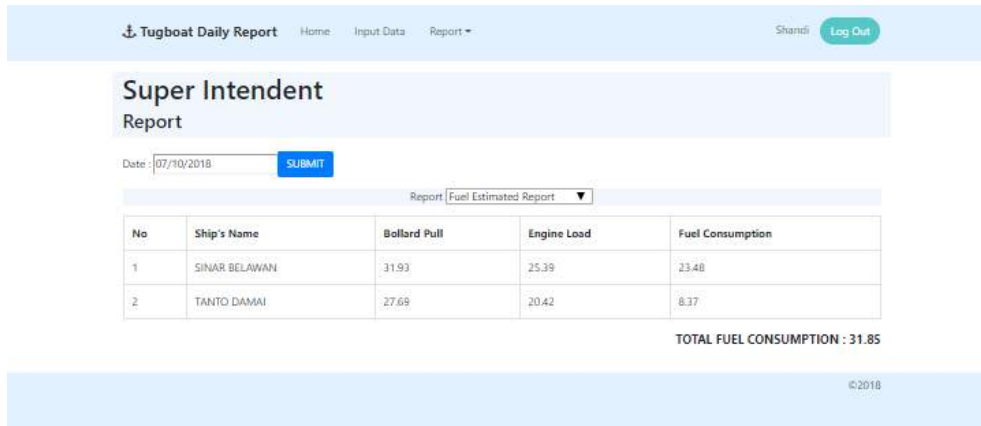 Tugboat Daily Report Home Input Data Report Shandi Log Out
Super Intendent
Report
Date : 07/10/2018 SUBMIT
Report Fuel Estimated Report
No Ship's Name Bollard Pull Engine Load Fuel Consumption
1 SINAR BELAWAN 31.93 25.39 23.48
2 TANTO DAMAI 27.69 20.42 8.37
TOTAL FUEL CONSUMPTION : 31.85
©2018